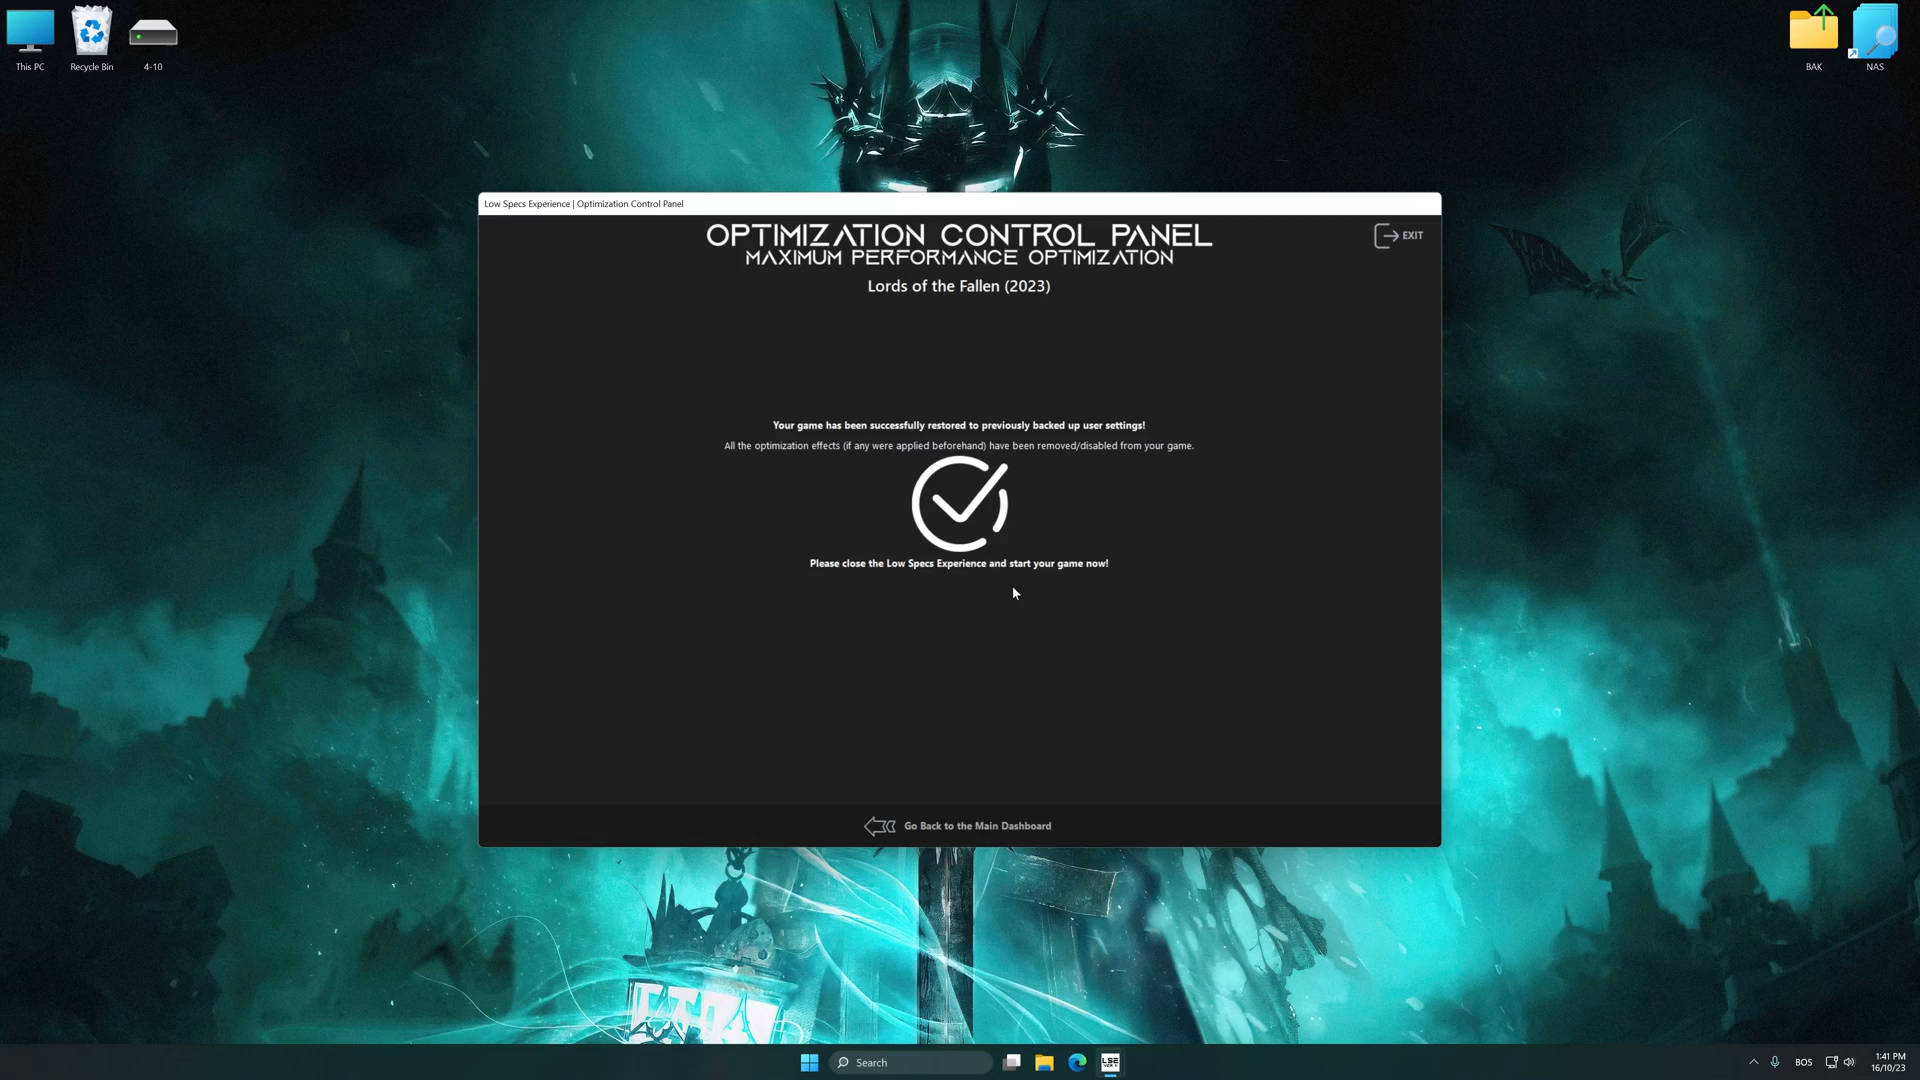 This PC
Recycle Bin
4-10
BAK
NAS
Low Specs Experience | Optimization Control Panel
OPTIMIZATION CONTROL PANEL
MAXIMUM PERFORMANCE OPTIMIZATION
EXIT
Lords of the Fallen (2023)
Your game has been successfully restored to previously backed up user settings!
All the optimization effects (if any were applied beforehand) have been removed/disabled from your game.
Please close the Low Specs Experience and start your game now!
Go Back to the Main Dashboard
Search
LSE
BOS
1:41 PM
16/10/23